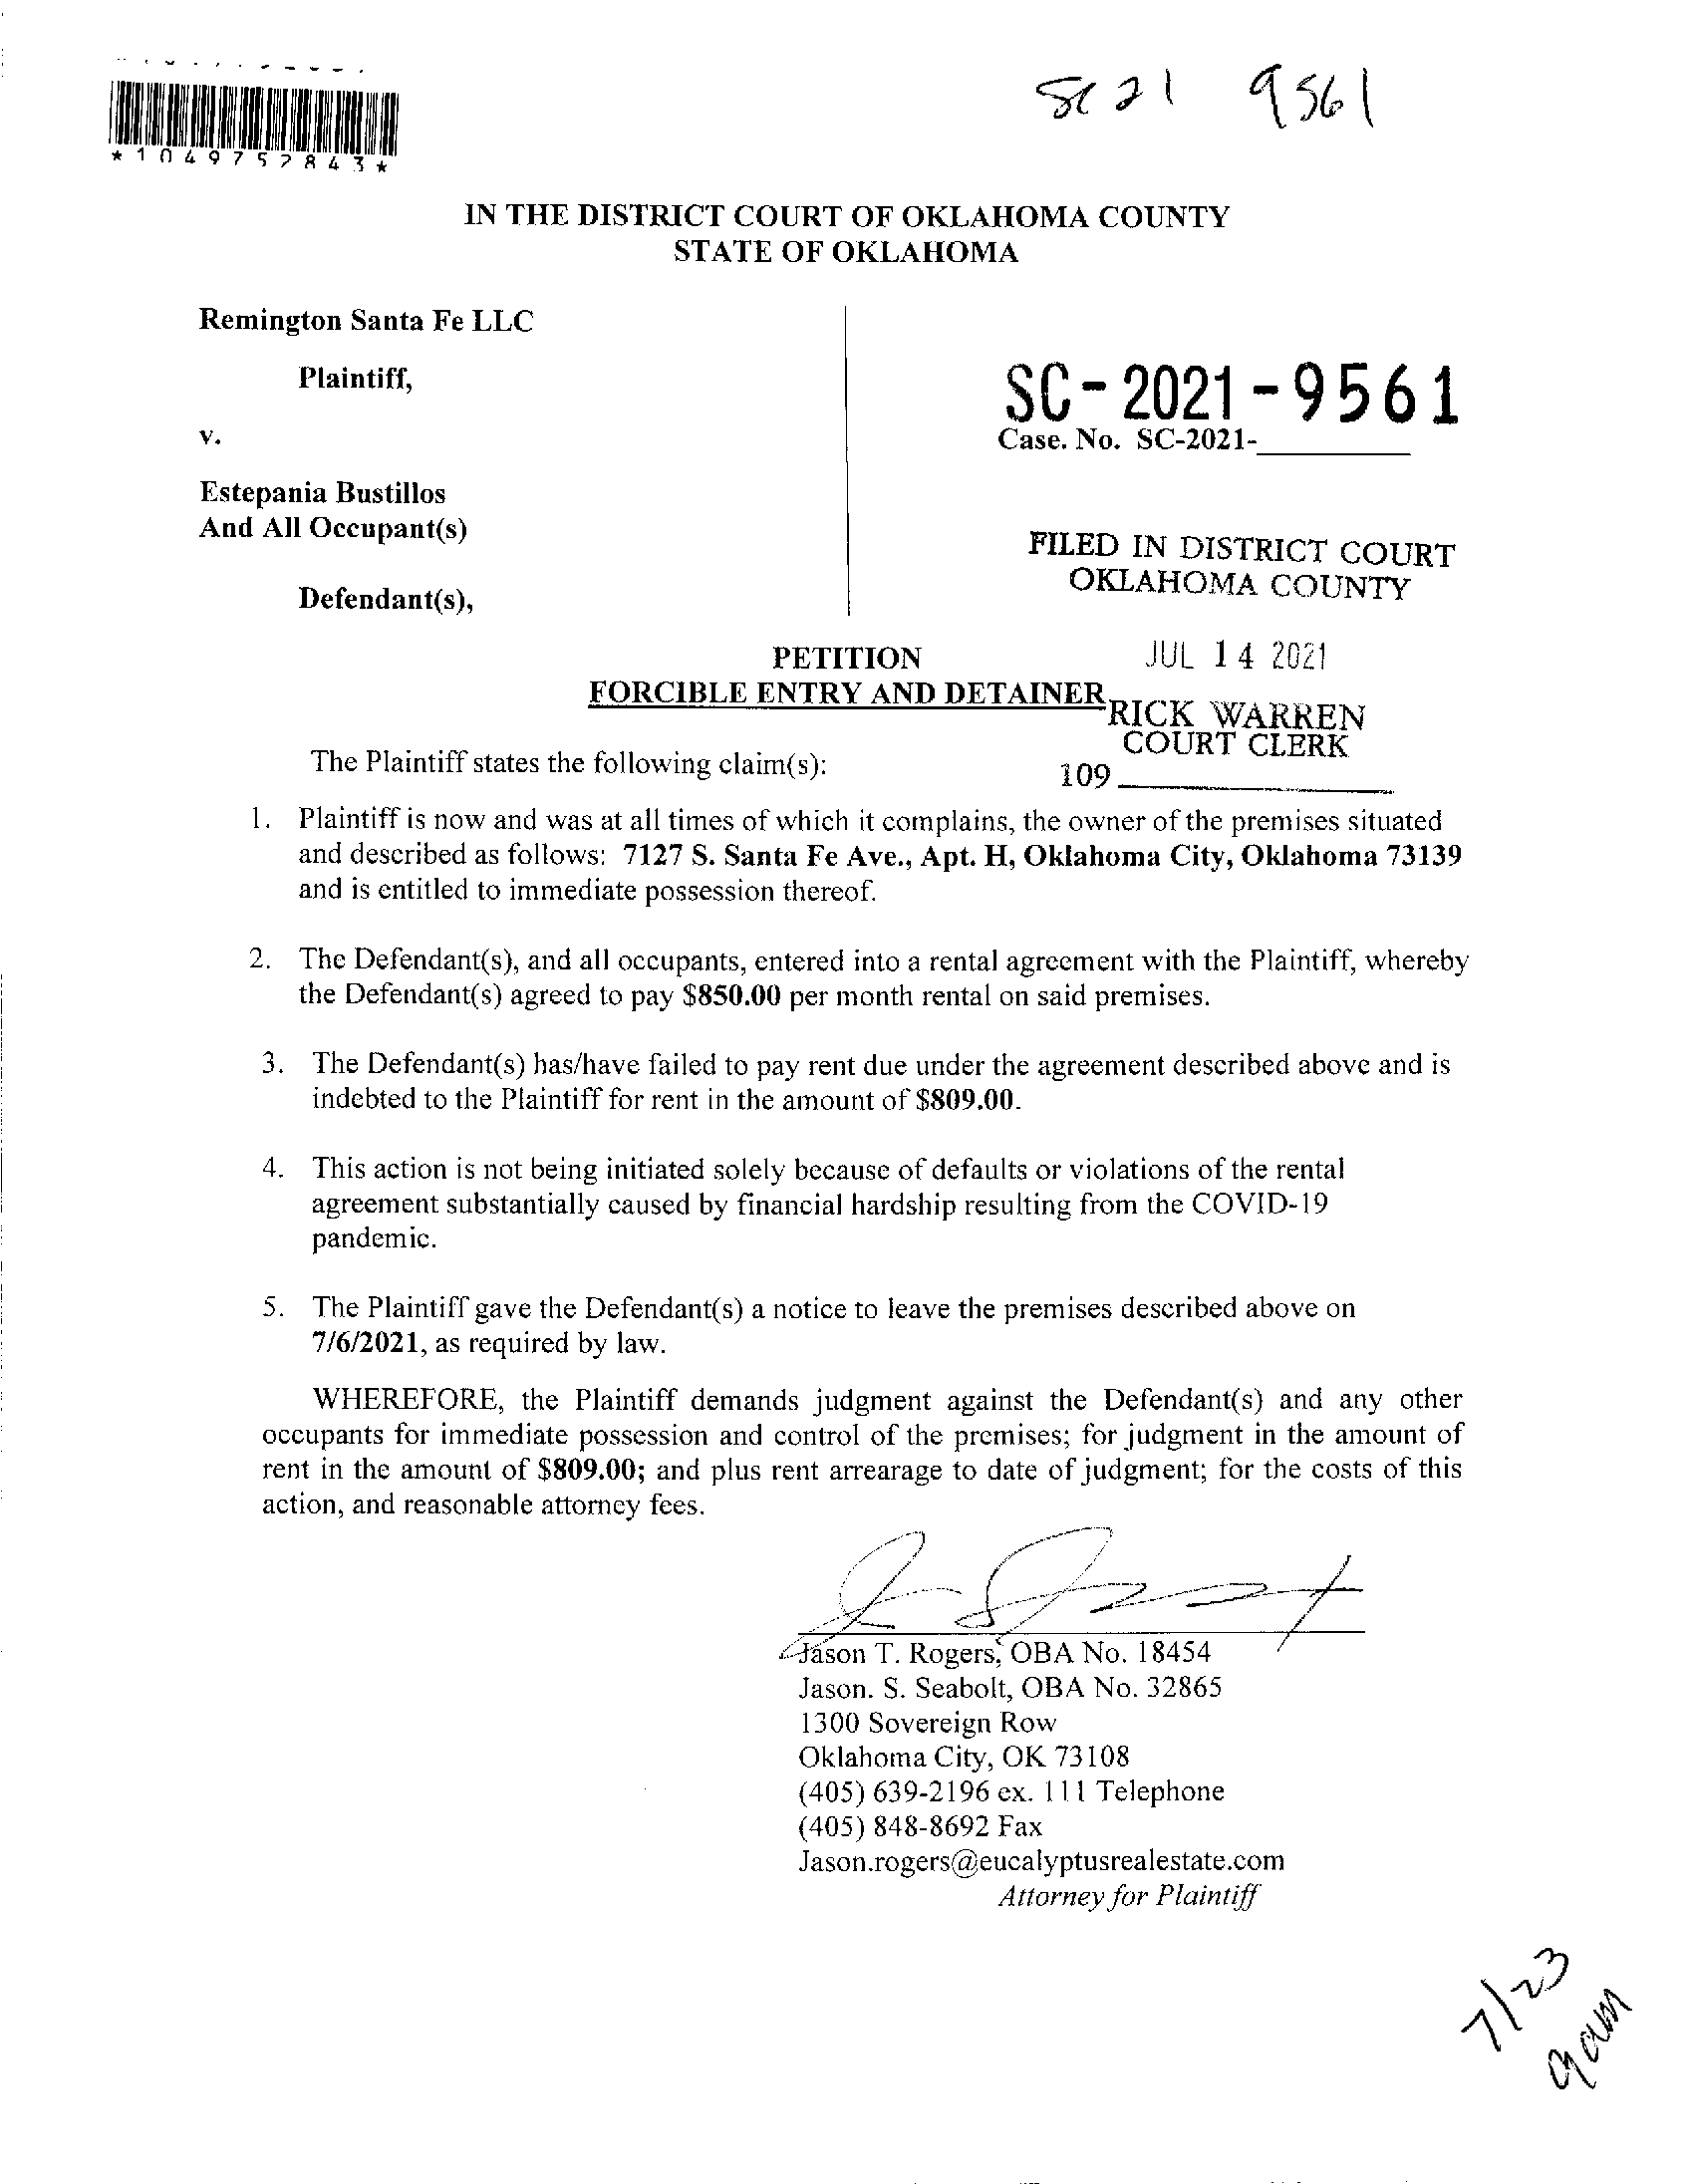 SC 21 9561
*1049752843*
IN THE DISTRICT COURT OF OKLAHOMA COUNTY
STATE OF OKLAHOMA
Remington Santa Fe LLC
Plaintiff,
v.
Estepania Bustillos
And All Occupant(s)
Defendant(s),
SC-2021-9561
Case. No. SC-2021-
FILED IN DISTRICT COURT
OKLAHOMA COUNTY
JUL 14 2021
RICK WARREN
COURT CLERK
109
PETITION
FORCIBLE ENTRY AND DETAINER
The Plaintiff states the following claim(s):
1. Plaintiff is now and was at all times of which it complains, the owner of the premises situated
and described as follows: 7127 S. Santa Fe Ave., Apt. H, Oklahoma City, Oklahoma 73139
and is entitled to immediate possession thereof.
2. The Defendant(s), and all occupants, entered into a rental agreement with the Plaintiff, whereby
the Defendant(s) agreed to pay $850.00 per month rental on said premises.
3. The Defendant(s) has/have failed to pay rent due under the agreement described above and is
indebted to the Plaintiff for rent in the amount of $809.00.
4. This action is not being initiated solely because of defaults or violations of the rental
agreement substantially caused by financial hardship resulting from the COVID-19
pandemic.
5. The Plaintiff gave the Defendant(s) a notice to leave the premises described above on
7/6/2021, as required by law.
WHEREFORE, the Plaintiff demands judgment against the Defendant(s) and any other
occupants for immediate possession and control of the premises; for judgment in the amount of
rent in the amount of $809.00; and plus rent arrearage to date of judgment; for the costs of this
action, and reasonable attorney fees.
Jason T. Rogers, OBA No. 18454
Jason. S. Seabolt, OBA No. 32865
1300 Sovereign Row
Oklahoma City, OK 73108
(405) 639-2196 ex. 111 Telephone
(405) 848-8692 Fax
Jason.rogers@eucalyptusrealestate.com
Attorney for Plaintiff
7/23
9am